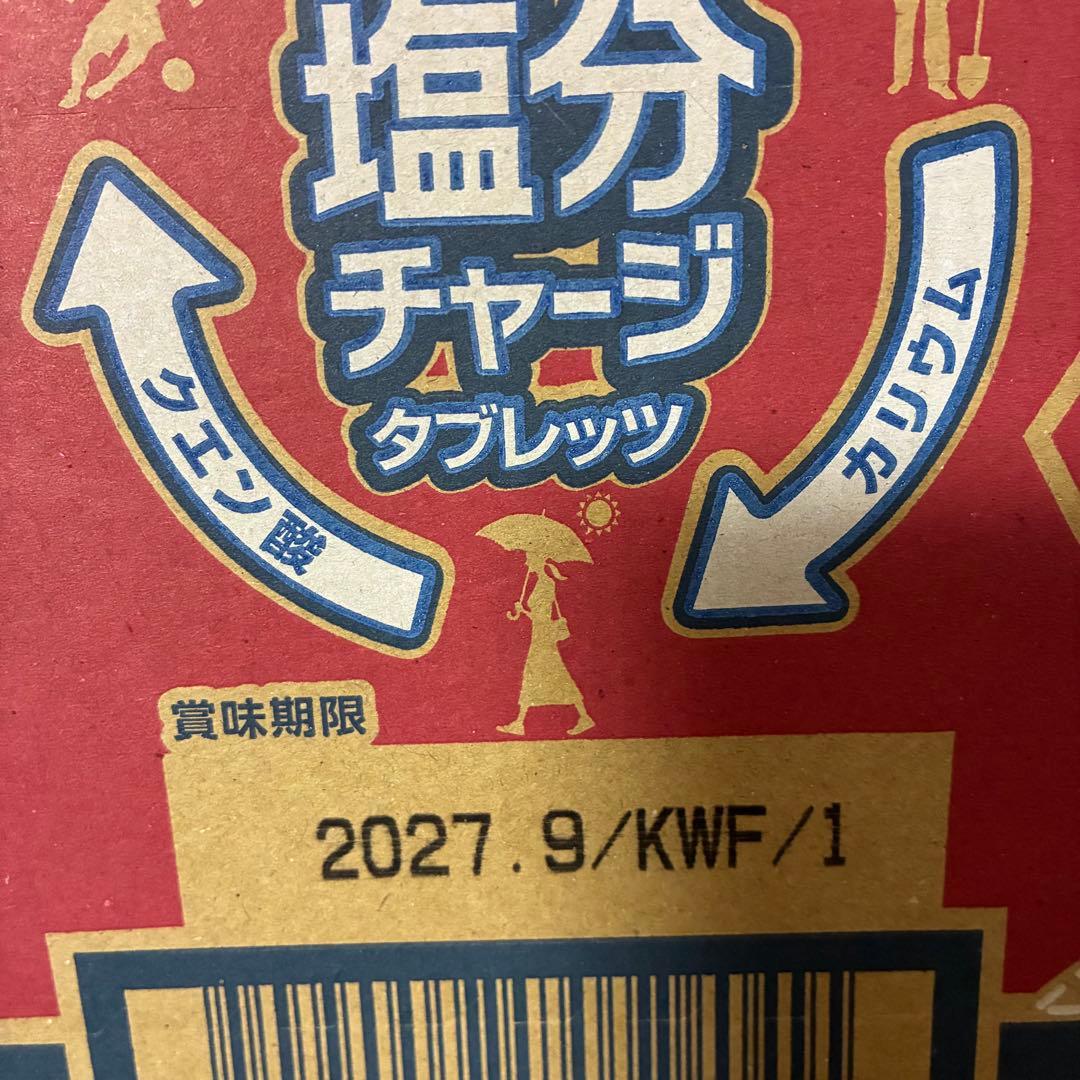 塩分
チャージ
タブレッツ
クエン酸
カリウム
賞味期限
2027.9/KWF/1